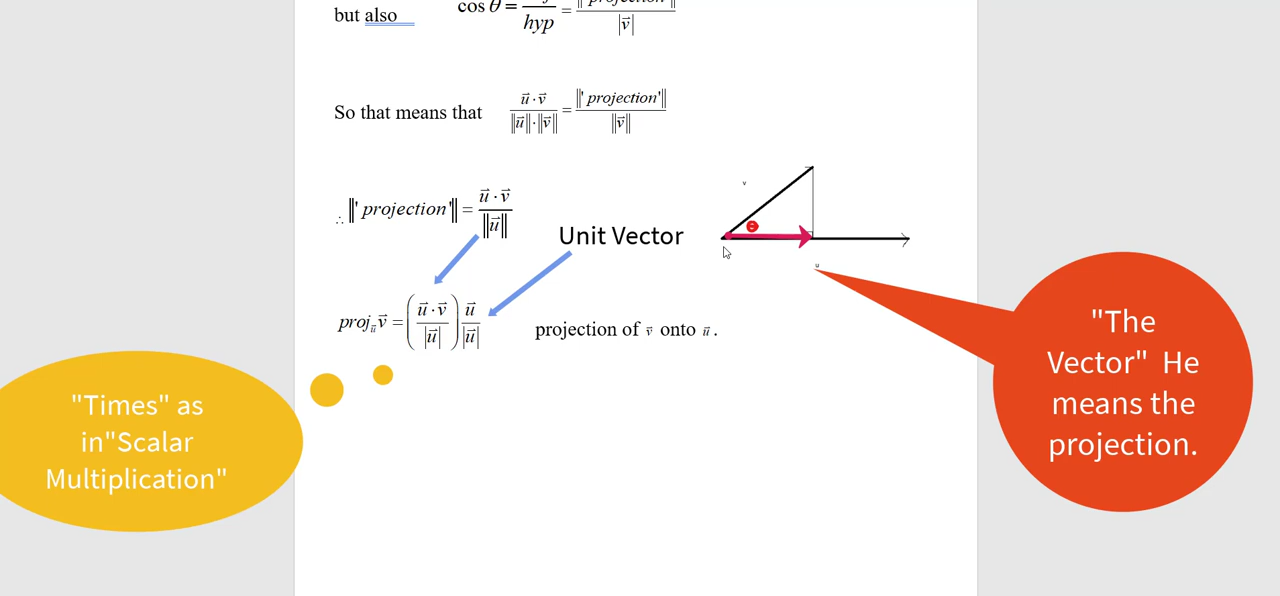 but also cos θ = hyp = ‖'projection'‖ / |v⃗|
So that means that (u⃗ · v⃗) / (‖u⃗‖·‖v⃗‖) = ‖'projection'‖ / ‖v⃗‖
∴ ‖'projection'‖ = (u⃗ · v⃗) / ‖u⃗‖
v
θ
Unit Vector
u
proj_u⃗ v⃗ = ( (u⃗ · v⃗) / |u⃗| ) u⃗ / |u⃗|
projection of v⃗ onto u⃗ .
"Times" as
in"Scalar
Multiplication"
"The
Vector" He
means the
projection.